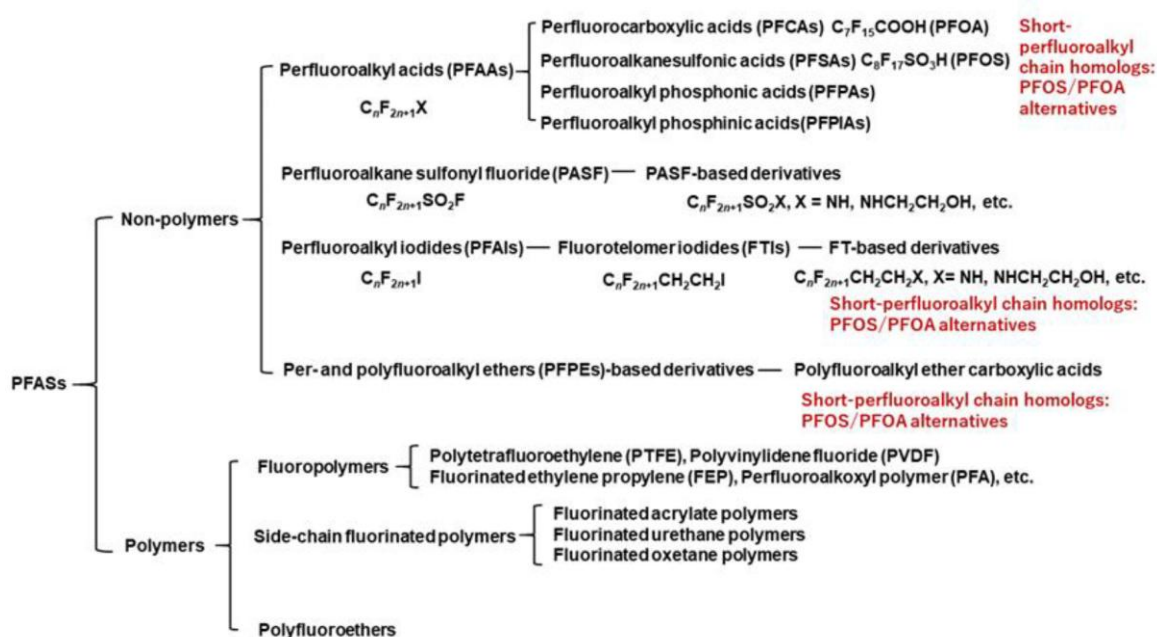 Perfluorocarboxylic acids (PFCAs) C₇F₁₅COOH (PFOA)
Perfluoroalkyl acids (PFAAs)
Perfluoroalkanesulfonic acids (PFSAs) C₈F₁₇SO₃H (PFOS)
CₙF₂ₙ₊₁X
Perfluoroalkyl phosphonic acids (PFPAs)
Perfluoroalkyl phosphinic acids(PFPIAs)
Short-
perfluoroalkyl
chain homologs:
PFOS/PFOA
alternatives
Perfluoroalkane sulfonyl fluoride (PASF) — PASF-based derivatives
CₙF₂ₙ₊₁SO₂F
CₙF₂ₙ₊₁SO₂X, X = NH, NHCH₂CH₂OH, etc.
Non-polymers
Perfluoroalkyl iodides (PFAIs) — Fluorotelomer iodides (FTIs) — FT-based derivatives
CₙF₂ₙ₊₁I
CₙF₂ₙ₊₁CH₂CH₂I
CₙF₂ₙ₊₁CH₂CH₂X, X= NH, NHCH₂CH₂OH, etc.
Short-perfluoroalkyl chain homologs:
PFOS/PFOA alternatives
PFASs
Per- and polyfluoroalkyl ethers (PFPEs)-based derivatives — Polyfluoroalkyl ether carboxylic acids
Short-perfluoroalkyl chain homologs:
PFOS/PFOA alternatives
Fluoropolymers
Polytetrafluoroethylene (PTFE), Polyvinylidene fluoride (PVDF)
Fluorinated ethylene propylene (FEP), Perfluoroalkoxyl polymer (PFA), etc.
Polymers
Side-chain fluorinated polymers
Fluorinated acrylate polymers
Fluorinated urethane polymers
Fluorinated oxetane polymers
Polyfluoroethers